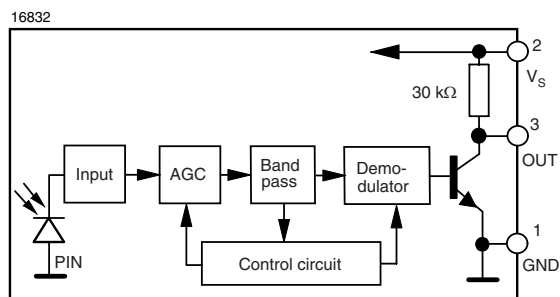 16832
2
V_S
30 kΩ
3
OUT
Input
AGC
Band
pass
Demo-
dulator
1
GND
PIN
Control circuit